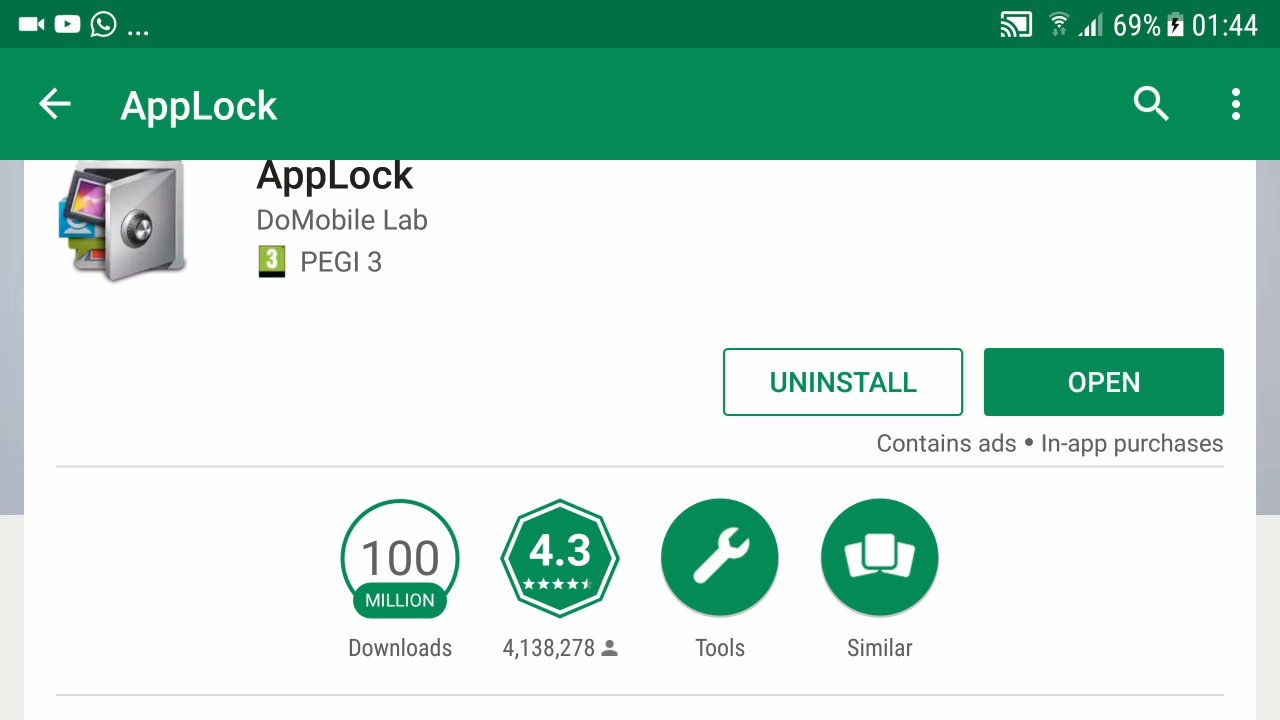 ... 69% 01:44
AppLock
AppLock
DoMobile Lab
3 PEGI 3
UNINSTALL OPEN
Contains ads • In-app purchases
100 MILLION 4.3
Downloads 4,138,278 Tools Similar